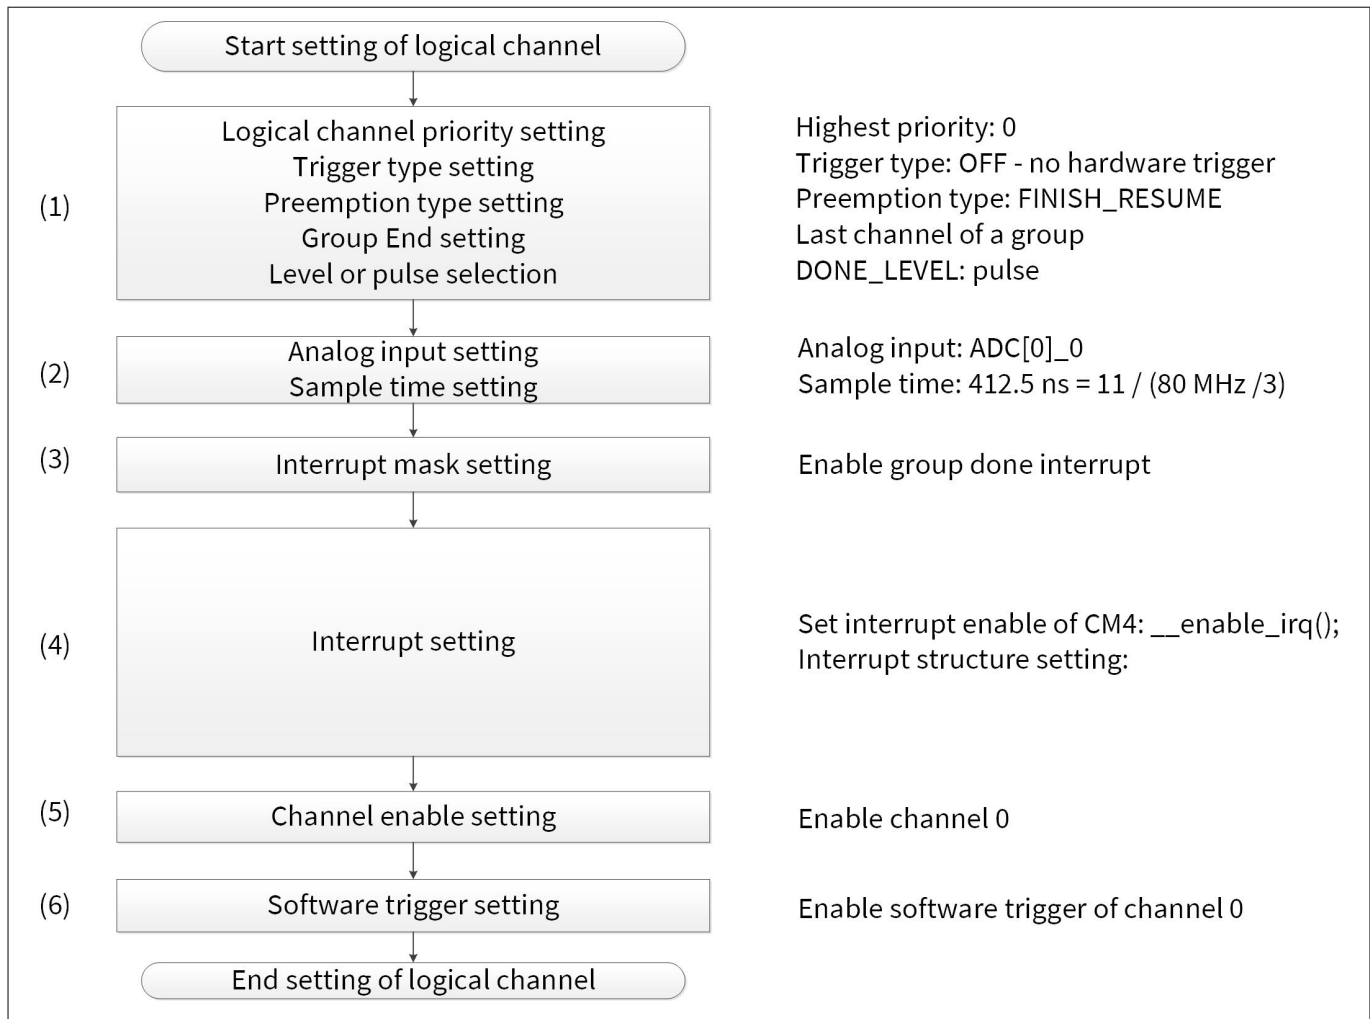 Start setting of logical channel
(1)
Logical channel priority setting
Trigger type setting
Preemption type setting
Group End setting
Level or pulse selection
Highest priority: 0
Trigger type: OFF - no hardware trigger
Preemption type: FINISH_RESUME
Last channel of a group
DONE_LEVEL: pulse
(2)
Analog input setting
Sample time setting
Analog input: ADC[0]_0
Sample time: 412.5 ns = 11 / (80 MHz /3)
(3)
Interrupt mask setting
Enable group done interrupt
(4)
Interrupt setting
Set interrupt enable of CM4: __enable_irq();
Interrupt structure setting:
(5)
Channel enable setting
Enable channel 0
(6)
Software trigger setting
Enable software trigger of channel 0
End setting of logical channel